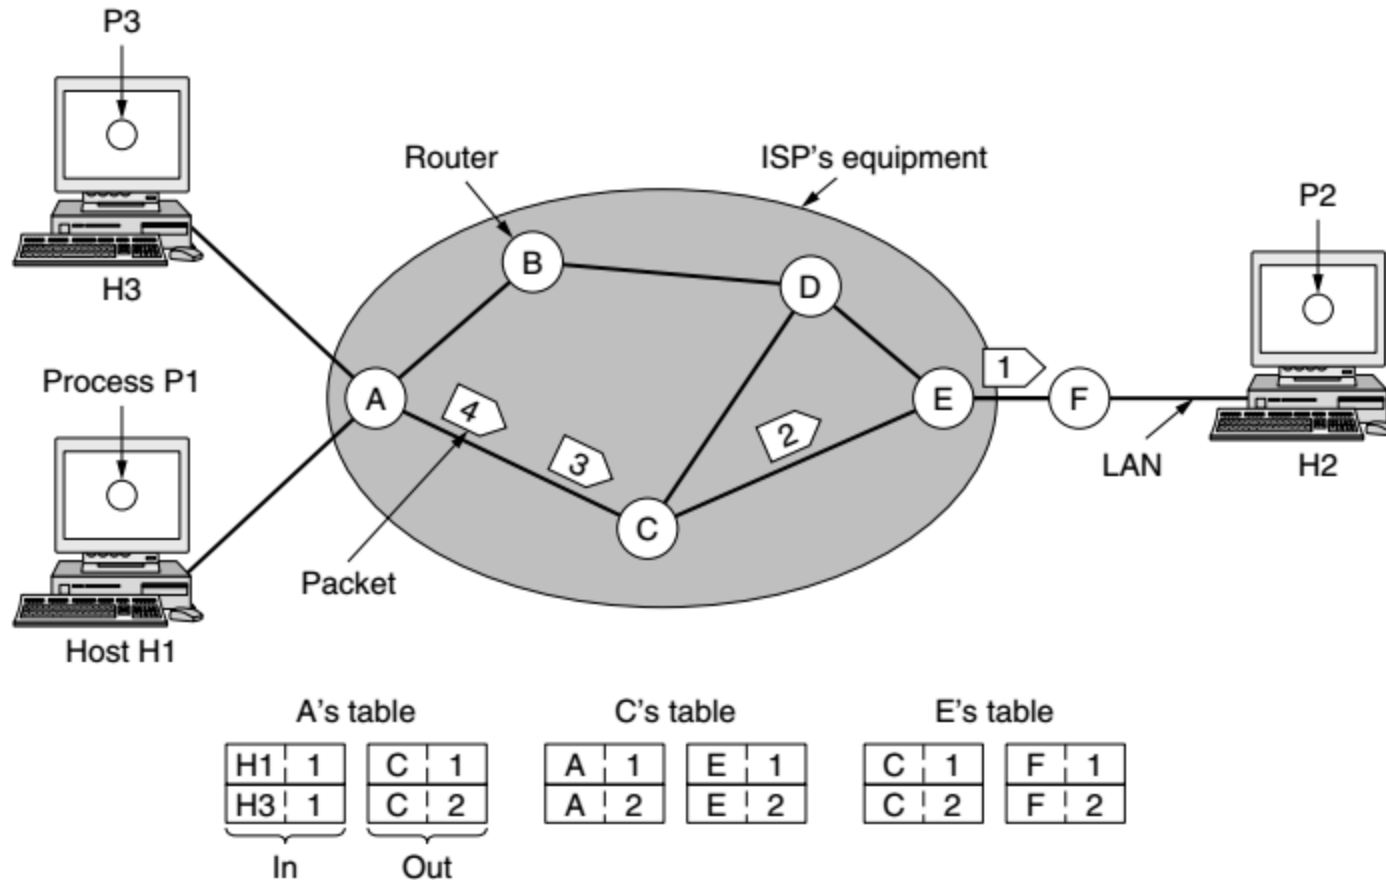 P3
Router
ISP's equipment
P2
B
D
H3
Process P1
A
4
3
2
E
1
F
LAN
H2
C
Packet
Host H1
A's table
C's table
E's table
H1 1 C 1 A 1 E 1 C 1 F 1
H3 1 C 2 A 2 E 2 C 2 F 2
In
Out